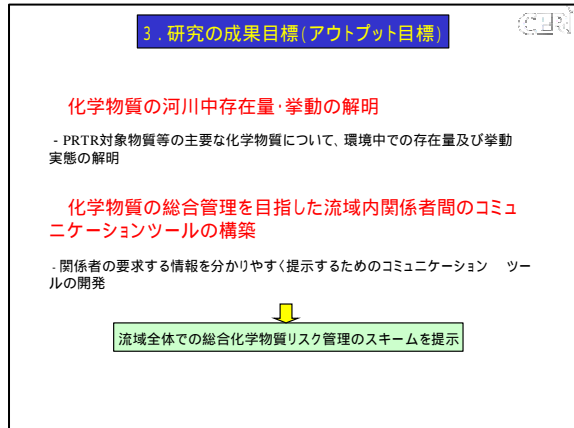 CERI
3.研究の成果目標(アウトプット目標)
化学物質の河川中存在量・挙動の解明
- PRTR対象物質等の主要な化学物質について、環境中での存在量及び挙動
実態の解明
化学物質の総合管理を目指した流域内関係者間のコミュ
ニケーションツールの構築
- 関係者の要求する情報を分かりやすく提示するためのコミュニケーション ツー
ルの開発
流域全体での総合化学物質リスク管理のスキームを提示